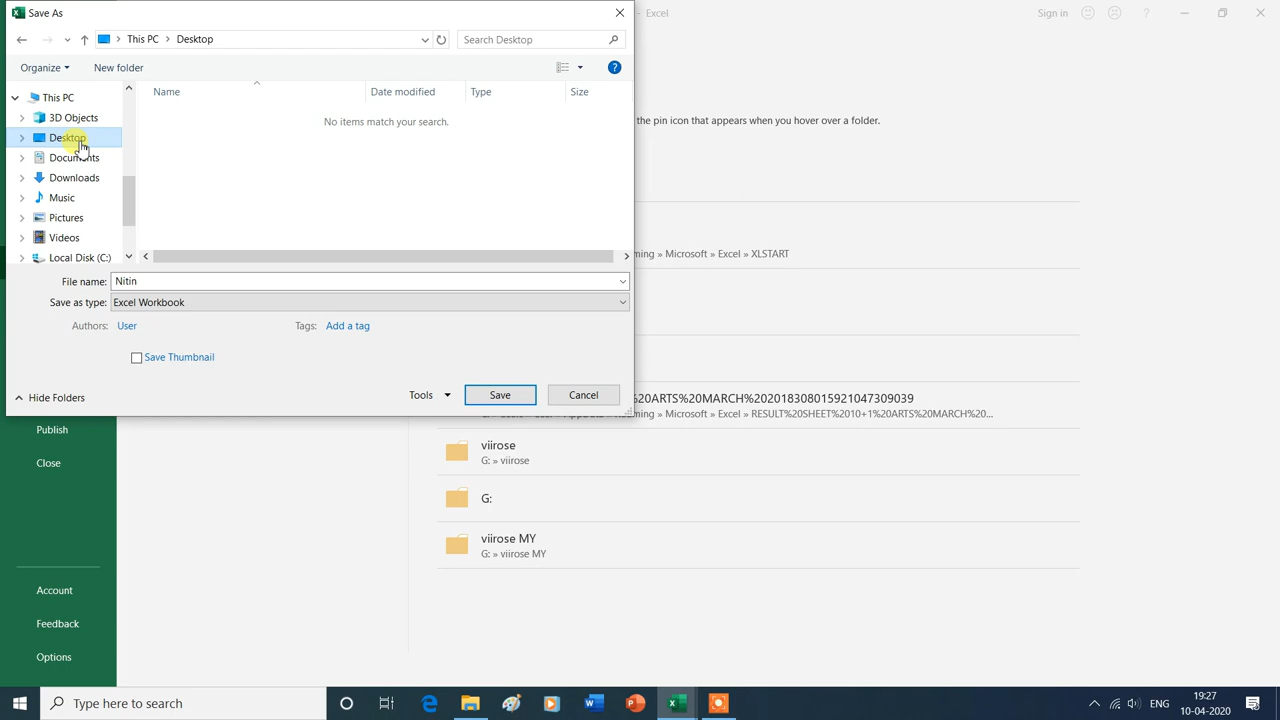 Save As
- Excel
Sign in
This PC
Desktop
Search Desktop
Organize
New folder
Name
Date modified
Type
Size
This PC
3D Objects
Desktop
Documents
Downloads
Music
Pictures
Videos
Local Disk (C:)
No items match your search.
File name: Nitin
Save as type: Excel Workbook
Authors: User
Tags: Add a tag
Save Thumbnail
Hide Folders
Tools
Save
Cancel
the pin icon that appears when you hover over a folder.
» Microsoft » Excel » XLSTART
%20ARTS%20MARCH%202018308015921047309039
» Microsoft » Excel » RESULT%20SHEET%2010+1%20ARTS%20MARCH%20...
viirose
G: » viirose
G:
viirose MY
G: » viirose MY
Publish
Close
Account
Feedback
Options
Type here to search
ENG
19:27
10-04-2020